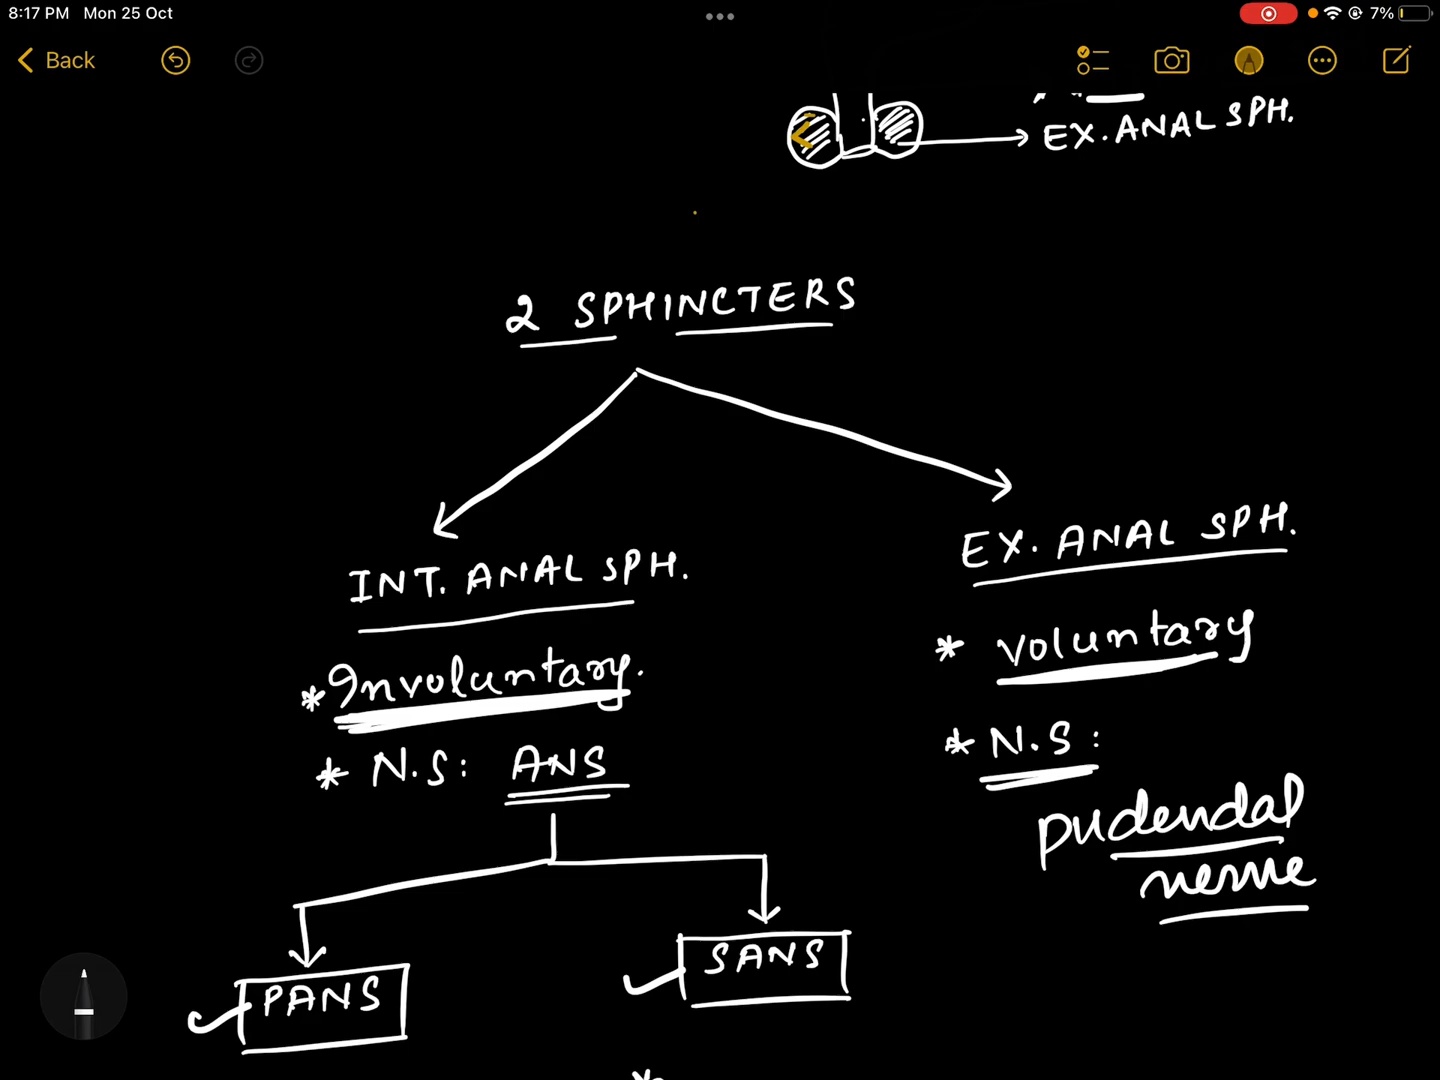 8:17 PM Mon 25 Oct
7%
Back
EX. ANAL SPH.
2 SPHINCTERS
INT. ANAL SPH.
* Involuntary.
* N.S: ANS
PANS
SANS
EX. ANAL SPH.
* voluntary
* N.S:
pudendal
nerve